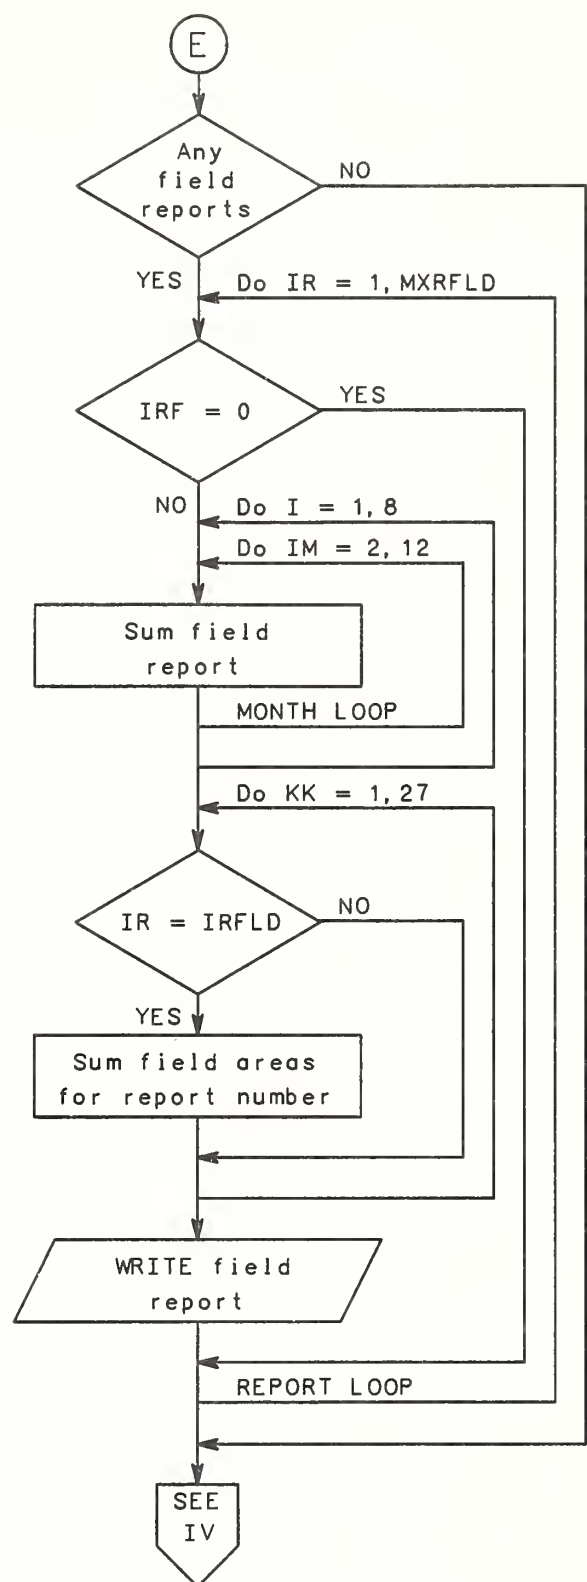 E
Any
field
reports
NO
YES
Do IR = 1, MXRFLD
IRF = 0
YES
NO
Do I = 1, 8
Do IM = 2, 12
Sum field
report
MONTH LOOP
Do KK = 1, 27
IR = IRFLD
NO
YES
Sum field areas
for report number
WRITE field
report
REPORT LOOP
SEE
IV